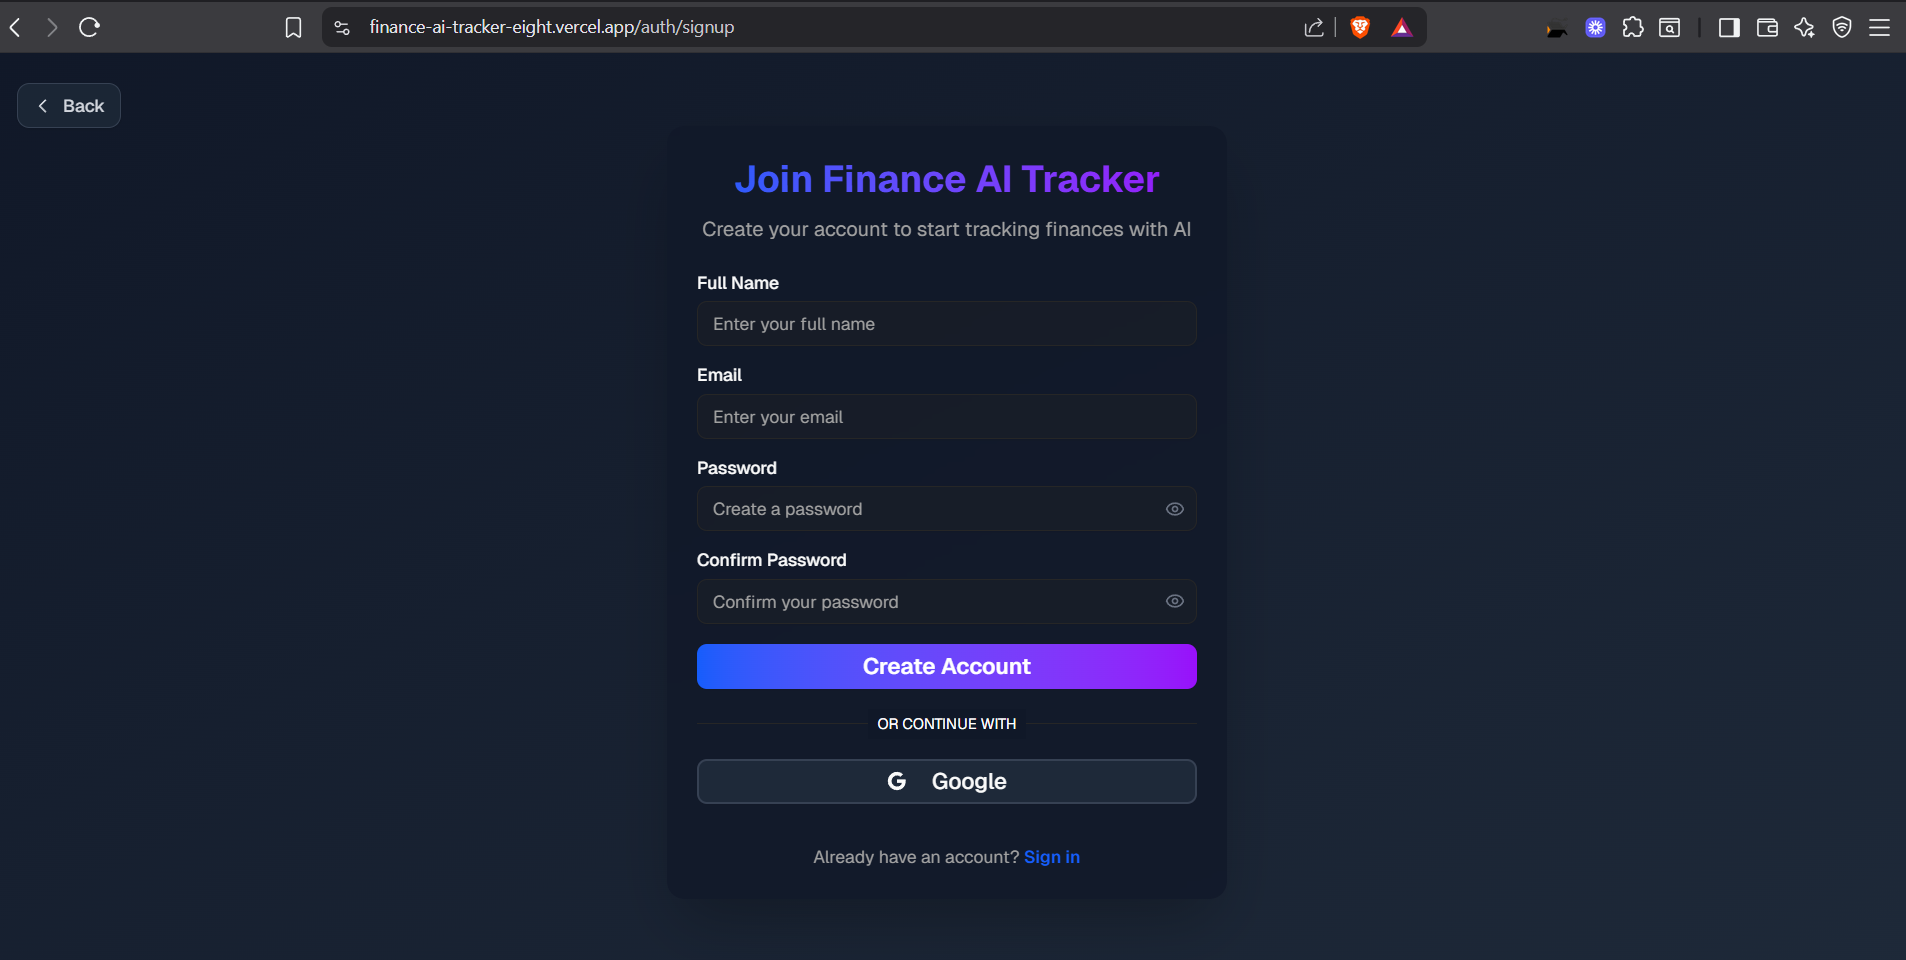 finance-ai-tracker-eight.vercel.app/auth/signup
Back
Join Finance AI Tracker
Create your account to start tracking finances with AI
Full Name
Enter your full name
Email
Enter your email
Password
Create a password
Confirm Password
Confirm your password
Create Account
OR CONTINUE WITH
G Google
Already have an account? Sign in